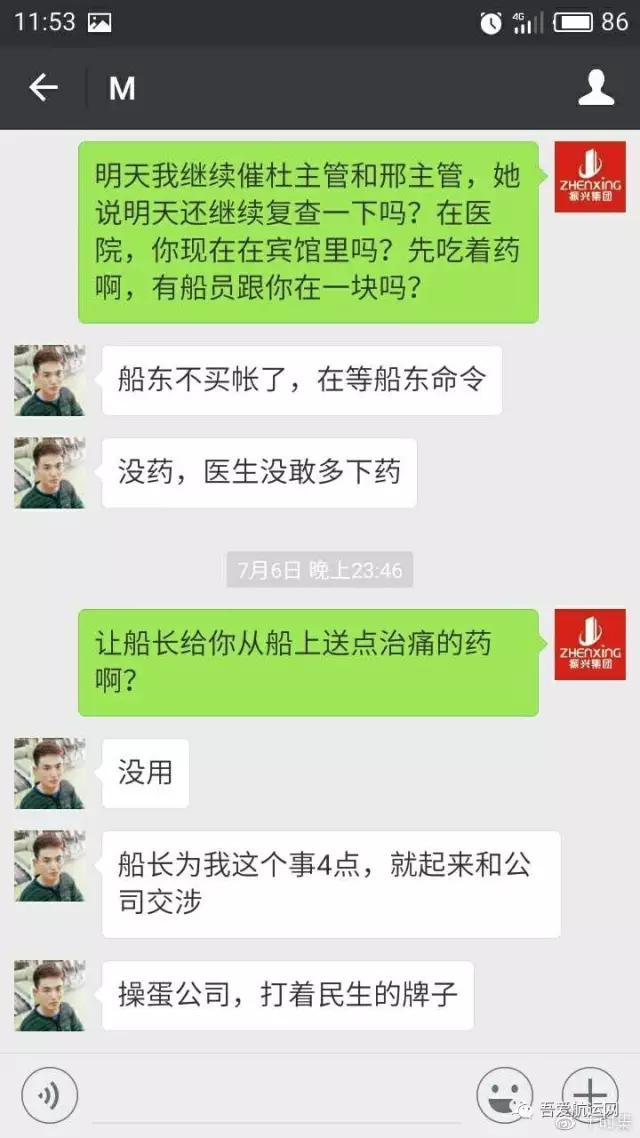 11:53
4G
86
M
明天我继续催杜主管和邢主管，她
说明天还继续复查一下吗？在医
院，你现在在宾馆里吗？先吃着药
啊，有船员跟你在一块吗？
ZHENXING
振兴集团
船东不买帐了，在等船东命令
没药，医生没敢多下药
7月6日 晚上23:46
让船长给你从船上送点治痛的药
啊？
ZHENXING
振兴集团
没用
船长为我这个事4点，就起来和公
司交涉
操蛋公司，打着民生的牌子
吾爱航运网